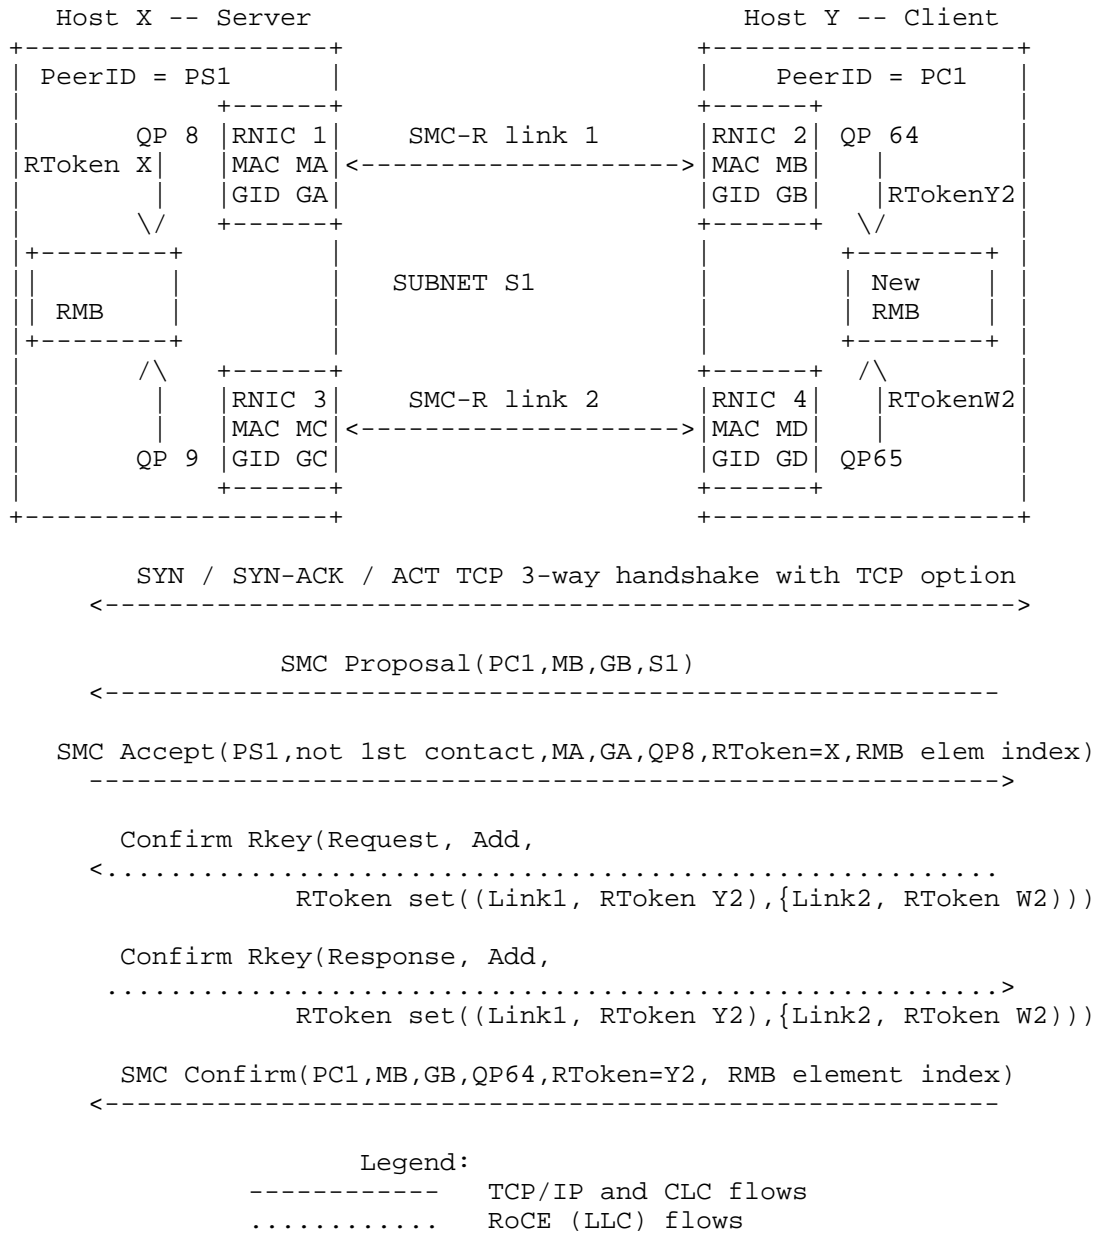 Host X -- Server                           Host Y -- Client
PeerID = PS1                               PeerID = PC1
QP 8 |RNIC 1|    SMC-R link 1      |RNIC 2| QP 64
RToken X|   |MAC MA|<-------------------->|MAC MB|   |
|GID GA|                      |GID GB|   |RTokenY2
SUBNET S1                    New
RMB                                                RMB
|RNIC 3|    SMC-R link 2      |RNIC 4|   |RTokenW2
|MAC MC|<-------------------->|MAC MD|   |
QP 9 |GID GC|                      |GID GD| QP65
SYN / SYN-ACK / ACT TCP 3-way handshake with TCP option
SMC Proposal(PC1,MB,GB,S1)
SMC Accept(PS1,not 1st contact,MA,GA,QP8,RToken=X,RMB elem index)
Confirm Rkey(Request, Add,
RToken set((Link1, RToken Y2),{Link2, RToken W2)))
Confirm Rkey(Response, Add,
RToken set((Link1, RToken Y2),{Link2, RToken W2)))
SMC Confirm(PC1,MB,GB,QP64,RToken=Y2, RMB element index)
Legend:
------------   TCP/IP and CLC flows
............   RoCE (LLC) flows